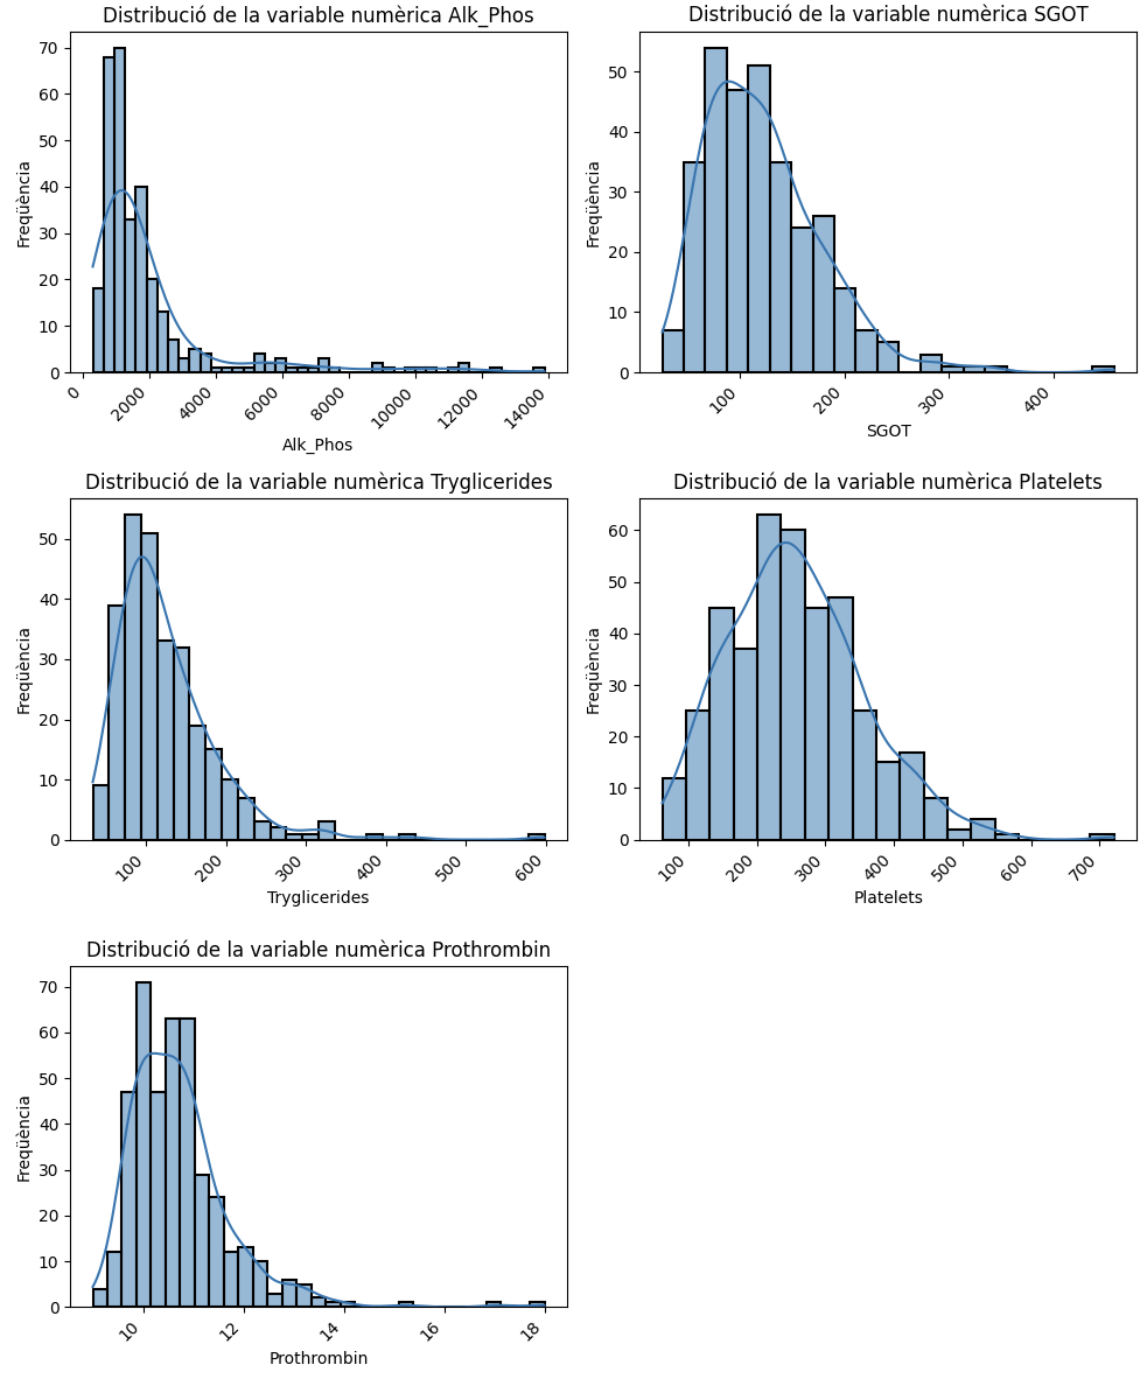 Distribució de la variable numèrica Alk_Phos
Freqüència
70
60
50
40
30
20
10
0
0 2000 4000 6000 8000 10000 12000 14000
Alk_Phos
Distribució de la variable numèrica SGOT
Freqüència
50
40
30
20
10
0
100 200 300 400
SGOT
Distribució de la variable numèrica Tryglicerides
Freqüència
50
40
30
20
10
0
100 200 300 400 500 600
Tryglicerides
Distribució de la variable numèrica Platelets
Freqüència
60
50
40
30
20
10
0
100 200 300 400 500 600 700
Platelets
Distribució de la variable numèrica Prothrombin
Freqüència
70
60
50
40
30
20
10
0
10 12 14 16 18
Prothrombin